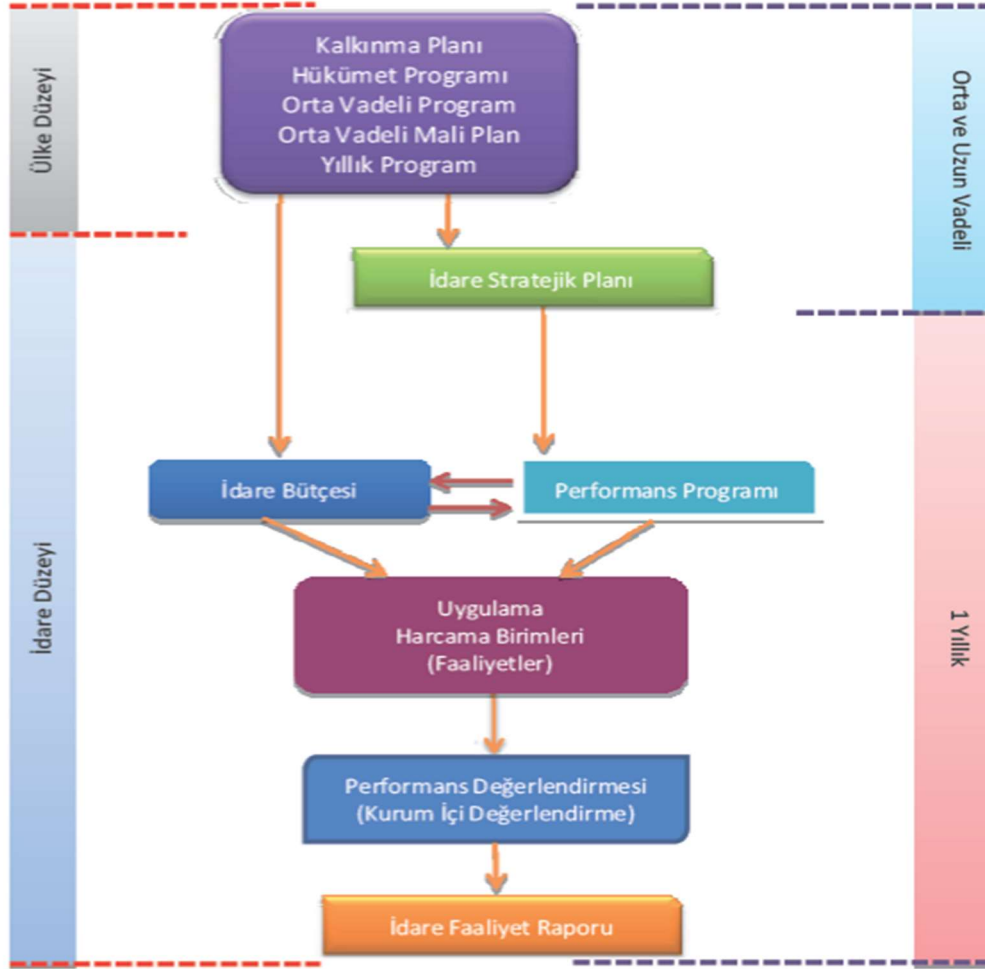 Ülke Düzeyi
Kalkınma Planı
Hükümet Programı
Orta Vadeli Program
Orta Vadeli Mali Plan
Yıllık Program
Orta ve Uzun Vadeli
İdare Stratejik Planı
İdare Düzeyi
İdare Bütçesi
Performans Programı
1 Yıllık
Uygulama
Harcama Birimleri
(Faaliyetler)
Performans Değerlendirmesi
(Kurum İçi Değerlendirme)
İdare Faaliyet Raporu